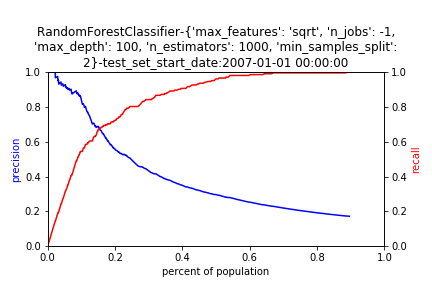 RandomForestClassifier-{'max_features': 'sqrt', 'n_jobs': -1,
'max_depth': 100, 'n_estimators': 1000, 'min_samples_split':
2}-test_set_start_date:2007-01-01 00:00:00
1.0
0.8
0.6
0.4
0.2
0.0
precision
1.0
0.8
0.6
0.4
0.2
0.0
recall
0.0 0.2 0.4 0.6 0.8 1.0
percent of population